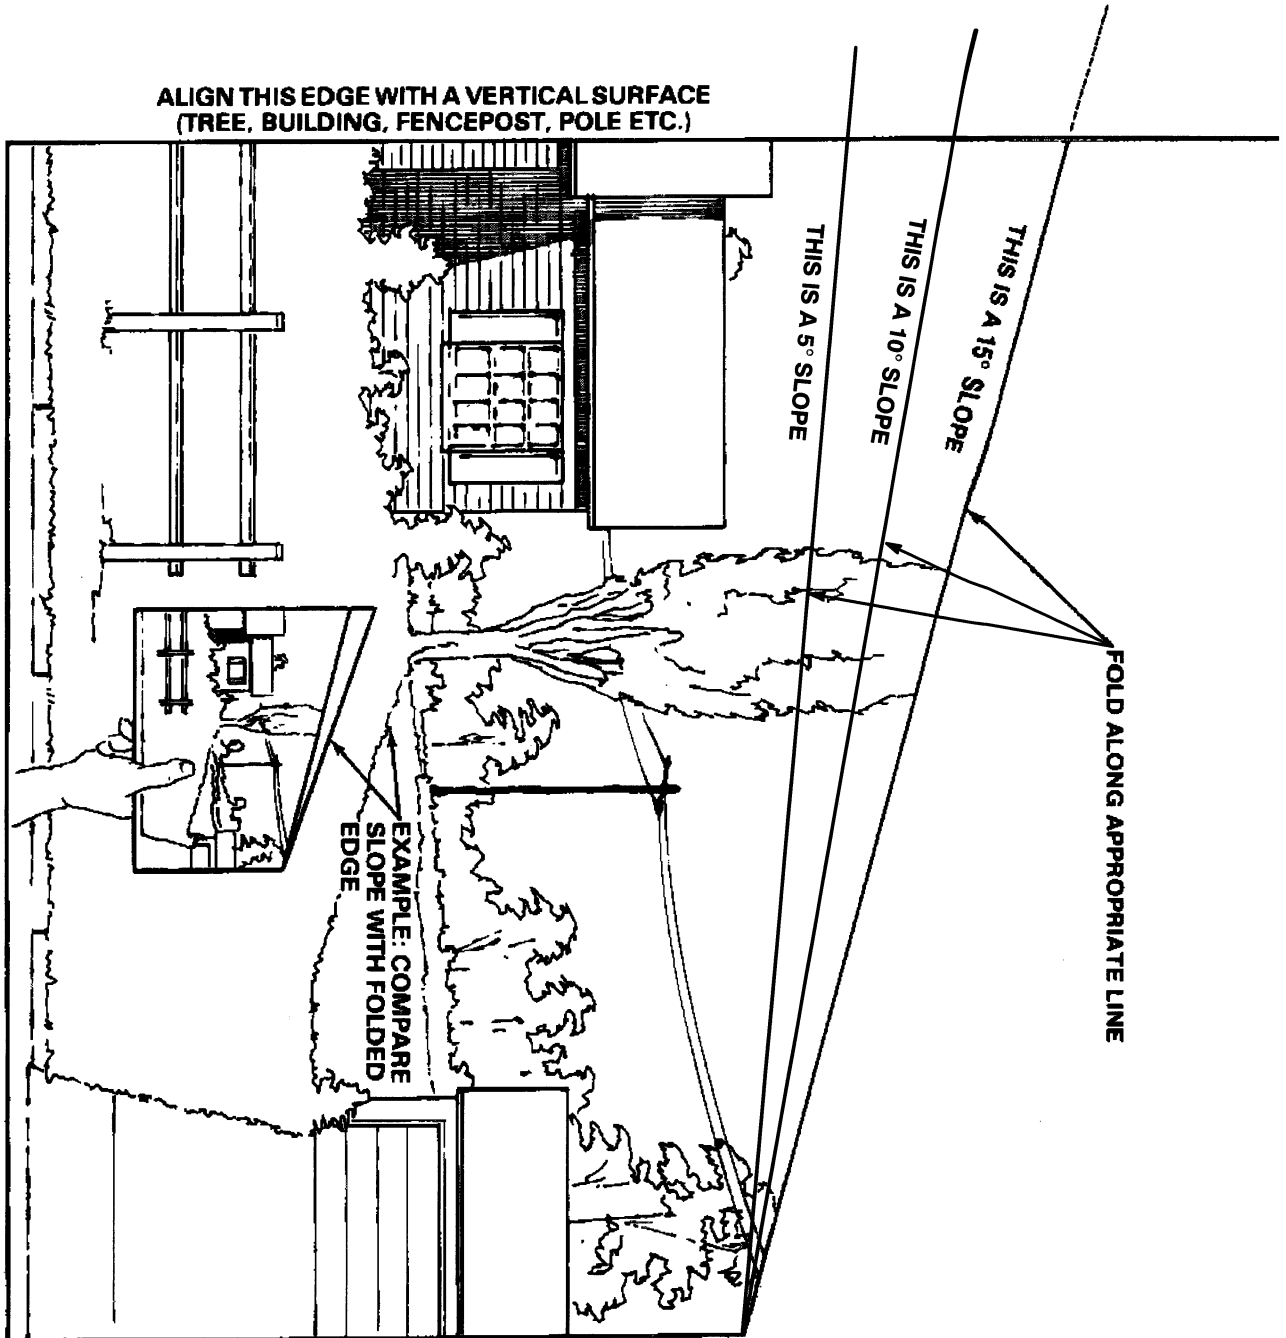 ALIGN THIS EDGE WITH A VERTICAL SURFACE
(TREE, BUILDING, FENCEPOST, POLE ETC.)
THIS IS A 5° SLOPE
THIS IS A 10° SLOPE
THIS IS A 15° SLOPE
FOLD ALONG APPROPRIATE LINE
EXAMPLE: COMPARE
SLOPE WITH FOLDED
EDGE